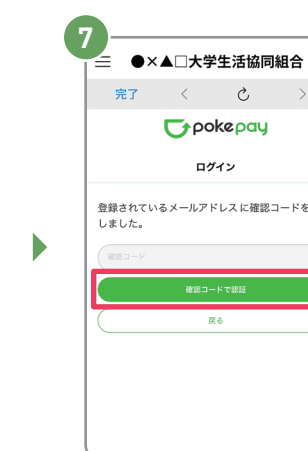 7
●×▲□大学生活協同組合
完了
pokepay
ログイン
登録されているメールアドレスに確認コードを
しました。
確認コード
確認コードで認証
戻る